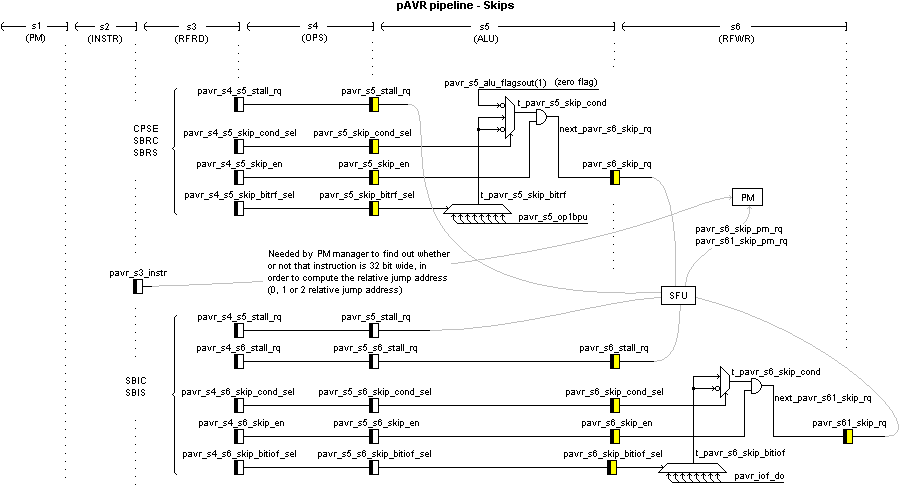 pAVR pipeline - Skips
s1 s2 s3 s4 s5 s6
(PM) (INSTR) (RFRD) (OPS) (ALU) (RFWR)
pavr_s5_alu_flagsout(1) (zero flag)
pavr_s4_s5_stall_rq pavr_s5_stall_rq
t_pavr_s5_skip_cond
CPSE
SBRC
SBRS
pavr_s4_s5_skip_cond_sel pavr_s5_skip_cond_sel
next_pavr_s6_skip_rq
pavr_s4_s5_skip_en pavr_s5_skip_en pavr_s6_skip_rq
pavr_s4_s5_skip_bitrf_sel pavr_s5_skip_bitrf_sel t_pavr_s5_skip_bitrf
PM
pavr_s5_op1bpu
pavr_s6_skip_pm_rq
pavr_s61_skip_pm_rq
Needed by PM manager to find out whether
or not that instruction is 32 bit wide, in
order to compute the relative jump address
(0, 1 or 2 relative jump address)
pavr_s3_instr
SFU
pavr_s4_s5_stall_rq pavr_s5_stall_rq
pavr_s4_s6_stall_rq pavr_s5_s6_stall_rq pavr_s6_stall_rq
t_pavr_s6_skip_cond
SBIC
SBIS
pavr_s4_s6_skip_cond_sel pavr_s5_s6_skip_cond_sel pavr_s6_skip_cond_sel
next_pavr_s61_skip_rq
pavr_s4_s6_skip_en pavr_s5_s6_skip_en pavr_s6_skip_en pavr_s61_skip_rq
pavr_s4_s6_skip_bitiof_sel pavr_s5_s6_skip_bitiof_sel pavr_s6_skip_bitiof_sel t_pavr_s6_skip_bitiof
pavr_iof_do